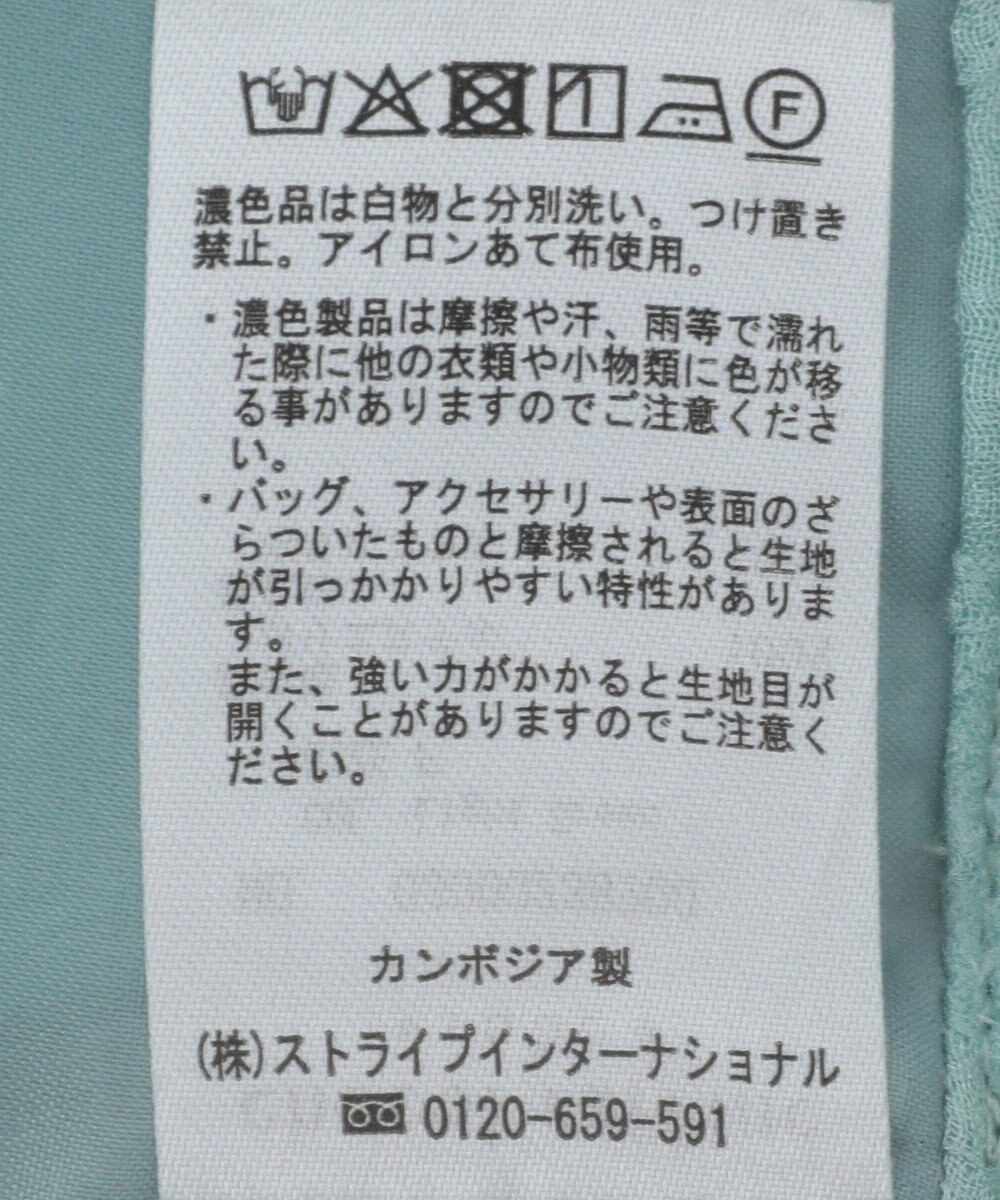 F
濃色品は白物と分別洗い。つけ置き
禁止。アイロンあて布使用。
・濃色製品は摩擦や汗、雨等で濡れ
た際に他の衣類や小物類に色が移
る事がありますのでご注意くださ
い。
・バッグ、アクセサリーや表面のざ
らついたものと摩擦されると生地
が引っかかりやすい特性がありま
す。
また、強い力がかかると生地目が
開くことがありますのでご注意く
ださい。
カンボジア製
(株)ストライプインターナショナル
0120-659-591